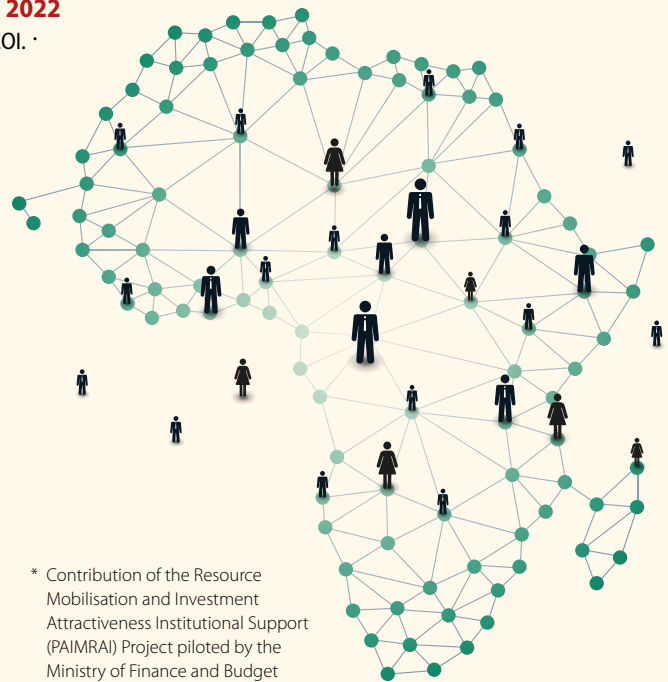 2022
EOI. *
* Contribution of the Resource
Mobilisation and Investment
Attractiveness Institutional Support
(PAIMRAI) Project piloted by the
Ministry of Finance and Budget